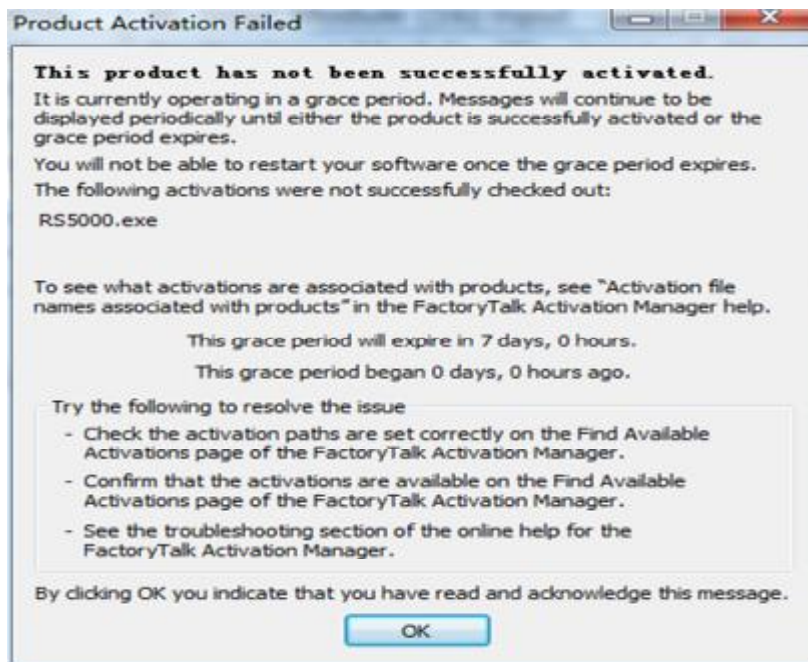 Product Activation Failed
This product has not been successfully activated.
It is currently operating in a grace period. Messages will continue to be
displayed periodically until either the product is successfully activated or the
grace period expires.
You will not be able to restart your software once the grace period expires.
The following activations were not successfully checked out:
RS5000.exe
To see what activations are associated with products, see “Activation file
names associated with products” in the FactoryTalk Activation Manager help.
This grace period will expire in 7 days, 0 hours.
This grace period began 0 days, 0 hours ago.
Try the following to resolve the issue
- Check the activation paths are set correctly on the Find Available
Activations page of the FactoryTalk Activation Manager.
- Confirm that the activations are available on the Find Available
Activations page of the FactoryTalk Activation Manager.
- See the troubleshooting section of the online help for the
FactoryTalk Activation Manager.
By clicking OK you indicate that you have read and acknowledge this message.
OK